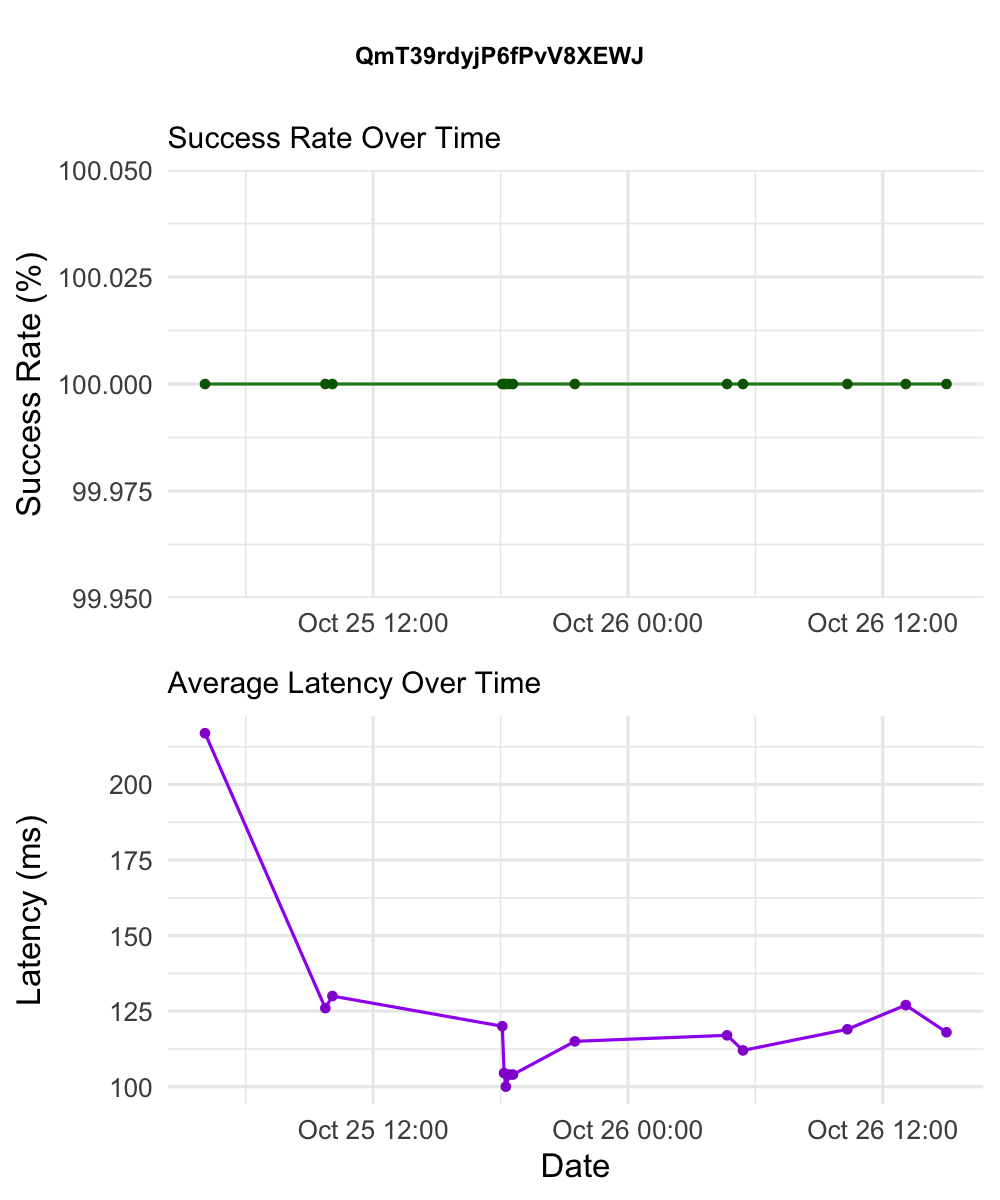 QmT39rdyjP6fPvV8XEWJ
Success Rate Over Time
Success Rate (%)
100.050
100.025
100.000
99.975
99.950
Oct 25 12:00 Oct 26 00:00 Oct 26 12:00
Average Latency Over Time
Latency (ms)
200
175
150
125
100
Oct 25 12:00 Oct 26 00:00 Oct 26 12:00
Date